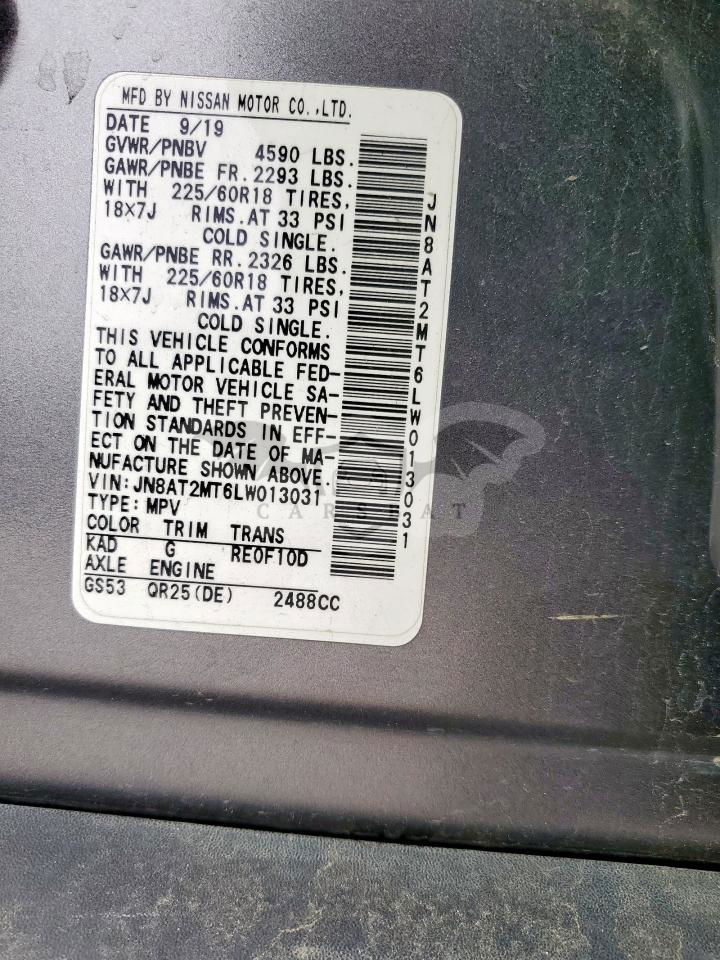 MFD BY NISSAN MOTOR CO.,LTD.
DATE 9/19
GVWR/PNBV 4590 LBS.
GAWR/PNBE FR.2293 LBS.
WITH 225/60R18 TIRES,
18×7J RIMS.AT 33 PSI
COLD SINGLE.
GAWR/PNBE RR.2326 LBS.
WITH 225/60R18 TIRES,
18×7J RIMS.AT 33 PSI
COLD SINGLE.
THIS VEHICLE CONFORMS
TO ALL APPLICABLE FED-
ERAL MOTOR VEHICLE SA-
FETY AND THEFT PREVEN-
TION STANDARDS IN EFF-
ECT ON THE DATE OF MA-
NUFACTURE SHOWN ABOVE.
VIN:JN8AT2MT6LW013031
TYPE:MPV
COLOR TRIM TRANS
KAD G RE0F10D
AXLE ENGINE
GS53 QR25(DE) 2488CC
JN8AT2MT6LW013031